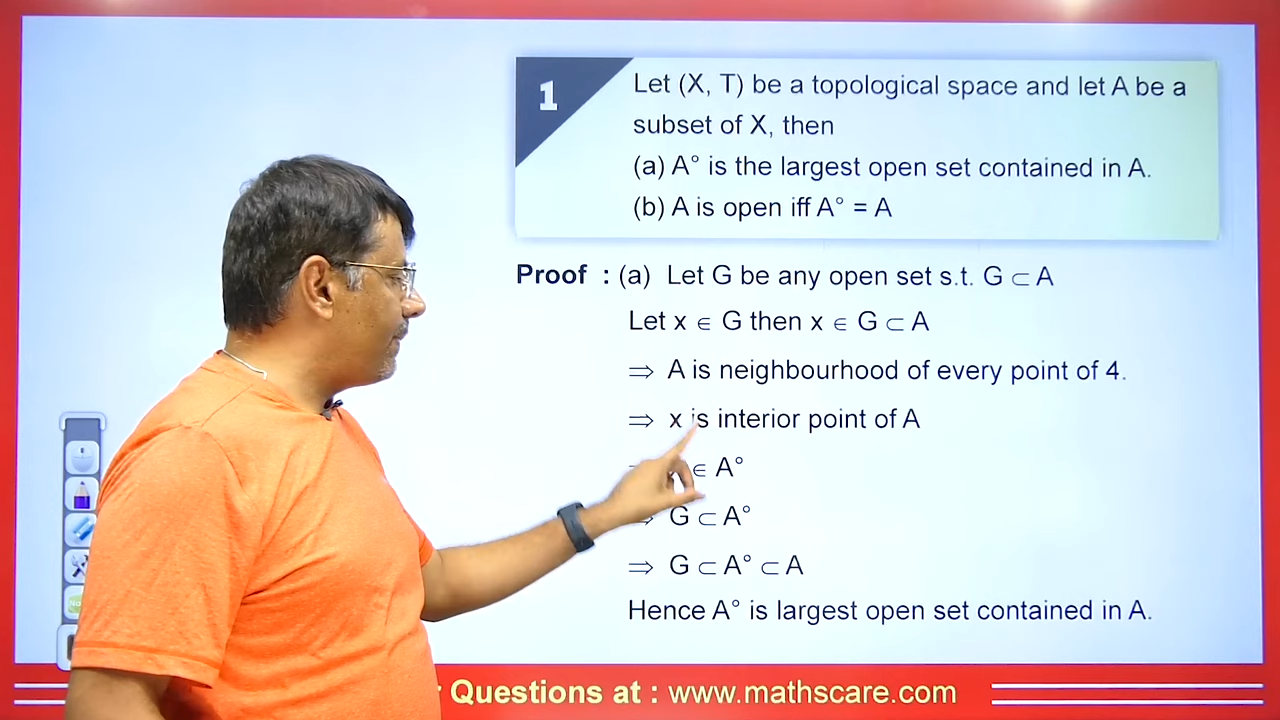 1
Let (X, T) be a topological space and let A be a
subset of X, then
(a) A° is the largest open set contained in A.
(b) A is open iff A° = A
Proof : (a) Let G be any open set s.t. G ⊂ A
Let x ∈ G then x ∈ G ⊂ A
⇒ A is neighbourhood of every point of 4.
⇒ x is interior point of A
∈ A°
⇒ G ⊂ A°
⇒ G ⊂ A° ⊂ A
Hence A° is largest open set contained in A.
Questions at : www.mathscare.com